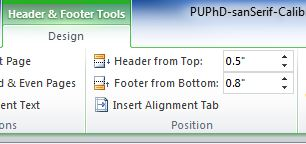 Header & Footer Tools PUPhD-sanSerif-Calib
Design
t Page Header from Top: 0.5"
d & Even Pages Footer from Bottom: 0.8"
ent Text Insert Alignment Tab
ons Position